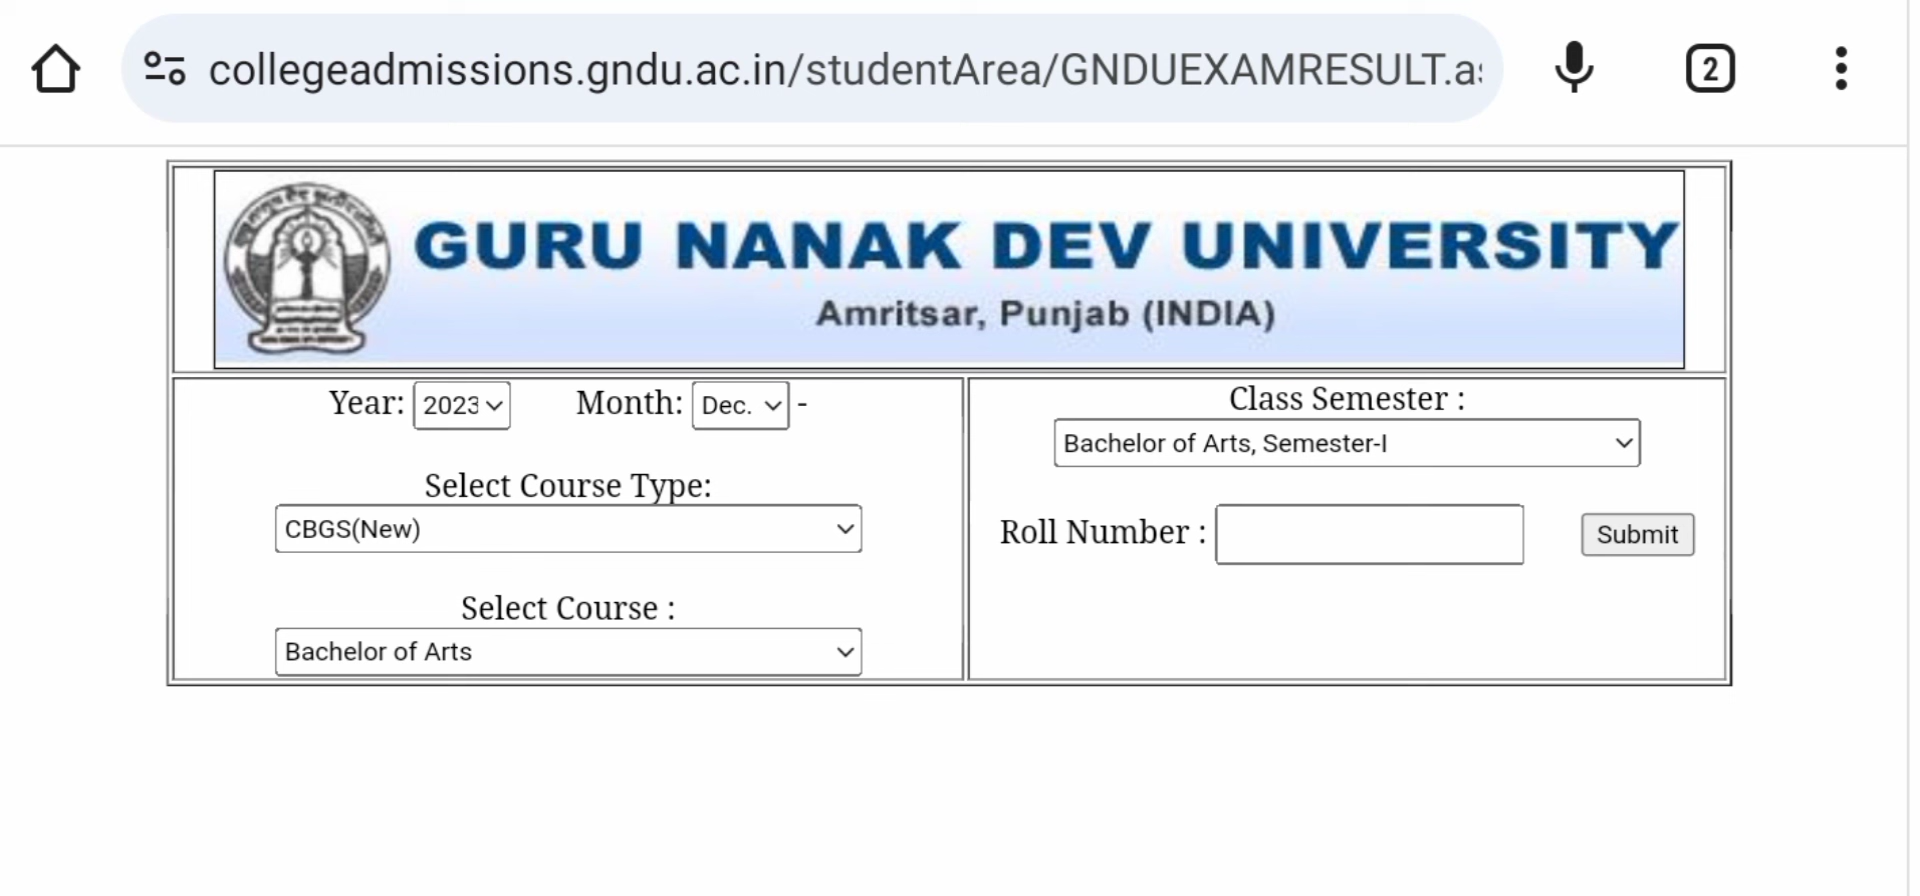 collegeadmissions.gndu.ac.in/studentArea/GNDUEXAMRESULT.as
2
GURU NANAK DEV UNIVERSITY
Amritsar, Punjab (INDIA)
Year: 2023 Month: Dec. -
Select Course Type:
CBGS(New)
Select Course :
Bachelor of Arts
Class Semester :
Bachelor of Arts, Semester-I
Roll Number : Submit